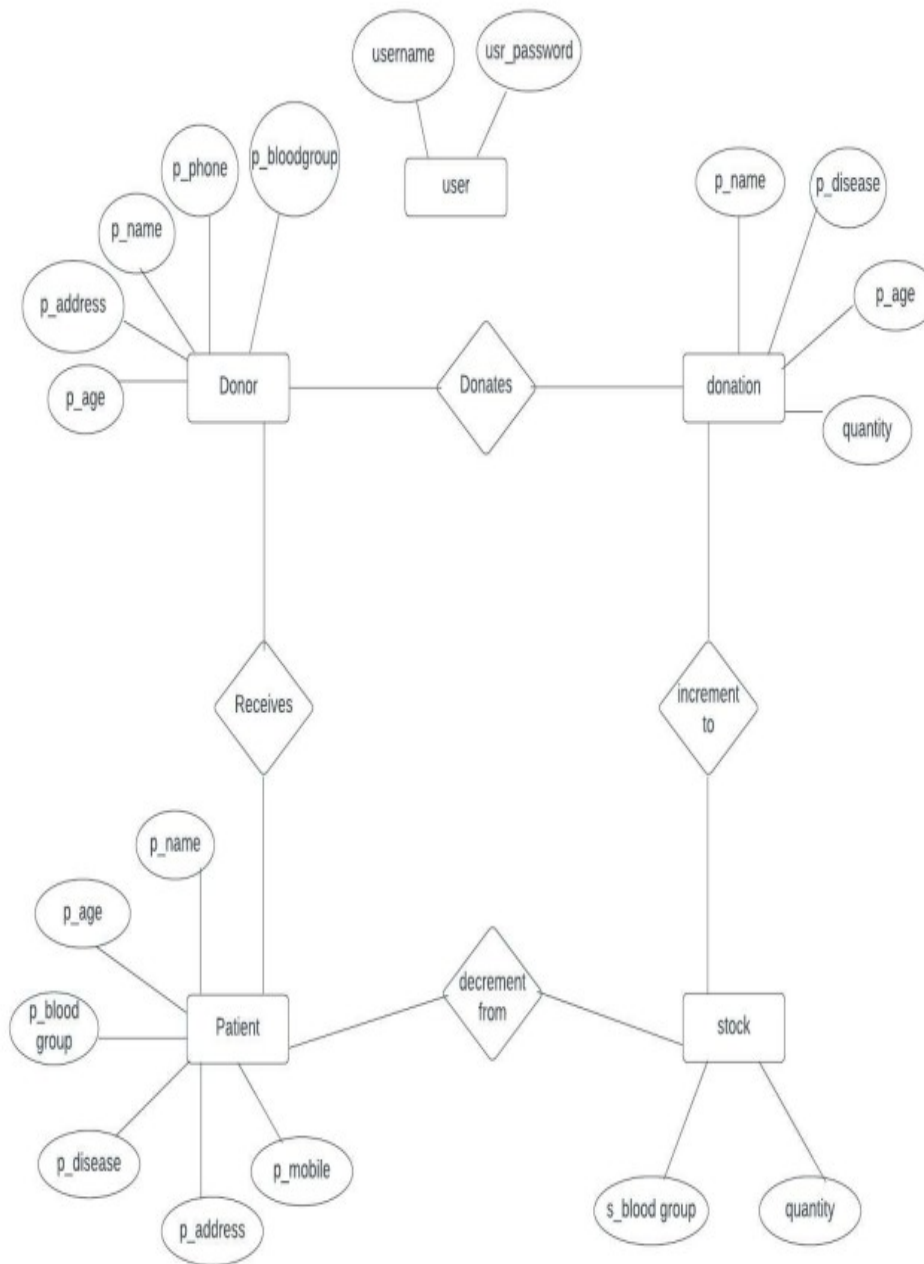 username
usr_password
user
p_phone
p_bloodgroup
p_name
p_address
p_age
Donor
Donates
p_name
p_disease
p_age
donation
quantity
Receives
increment
to
p_name
p_age
p_blood
group
Patient
p_disease
p_address
p_mobile
decrement
from
stock
s_blood group
quantity